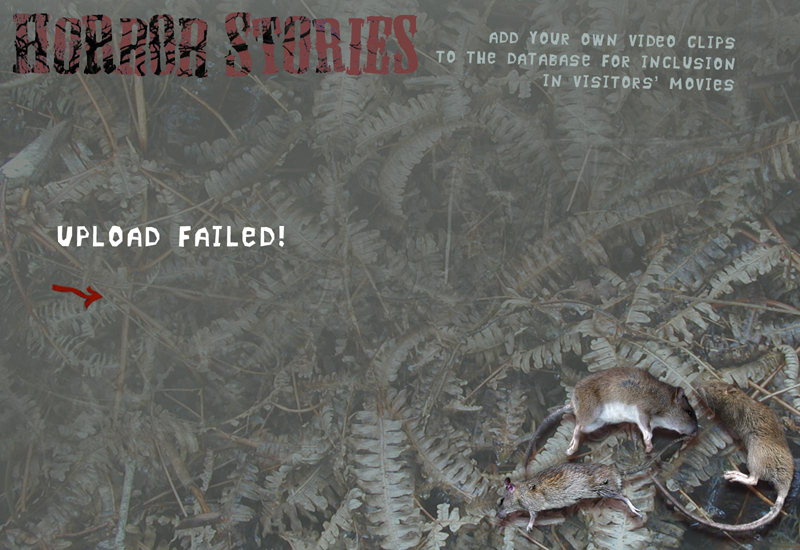 HORROR STORIES
ADD YOUR OWN VIDEO CLIPS
TO THE DATABASE FOR INCLUSION
IN VISITORS' MOVIES
UPLOAD FAILED!